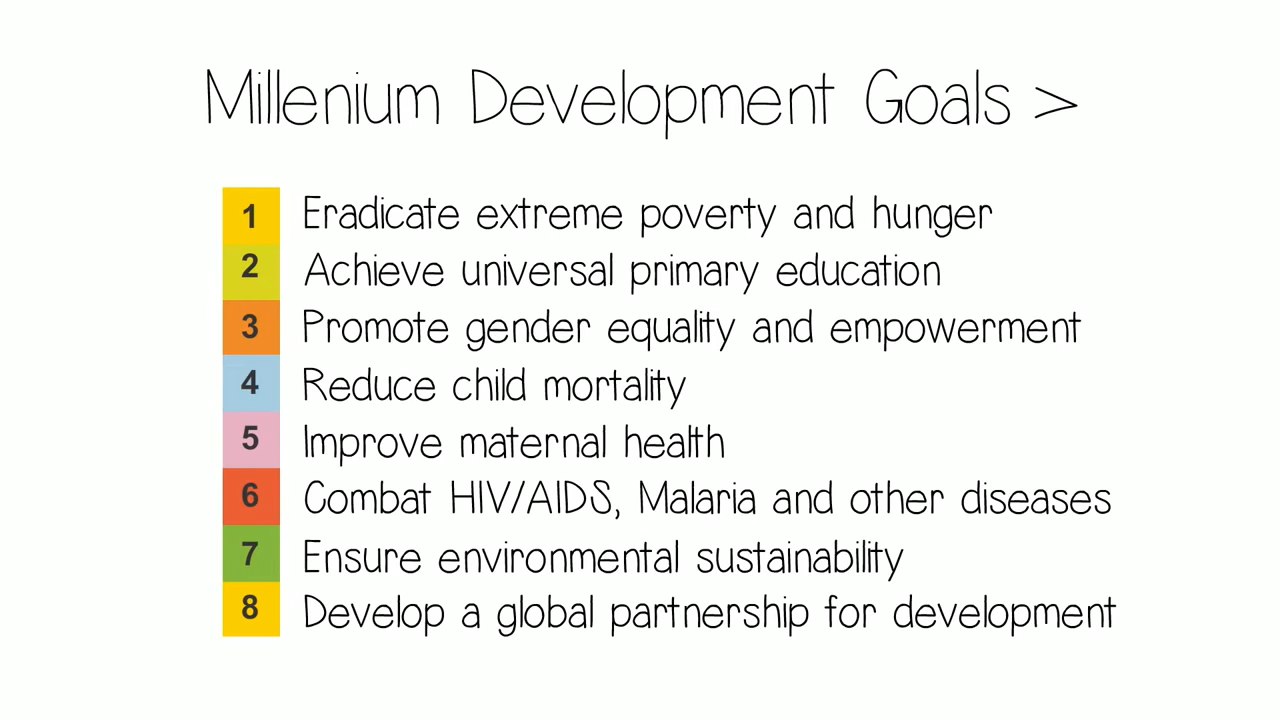 Millenium Development Goals >
1 Eradicate extreme poverty and hunger
2 Achieve universal primary education
3 Promote gender equality and empowerment
4 Reduce child mortality
5 Improve maternal health
6 Combat HIV/AIDS, Malaria and other diseases
7 Ensure environmental sustainability
8 Develop a global partnership for development